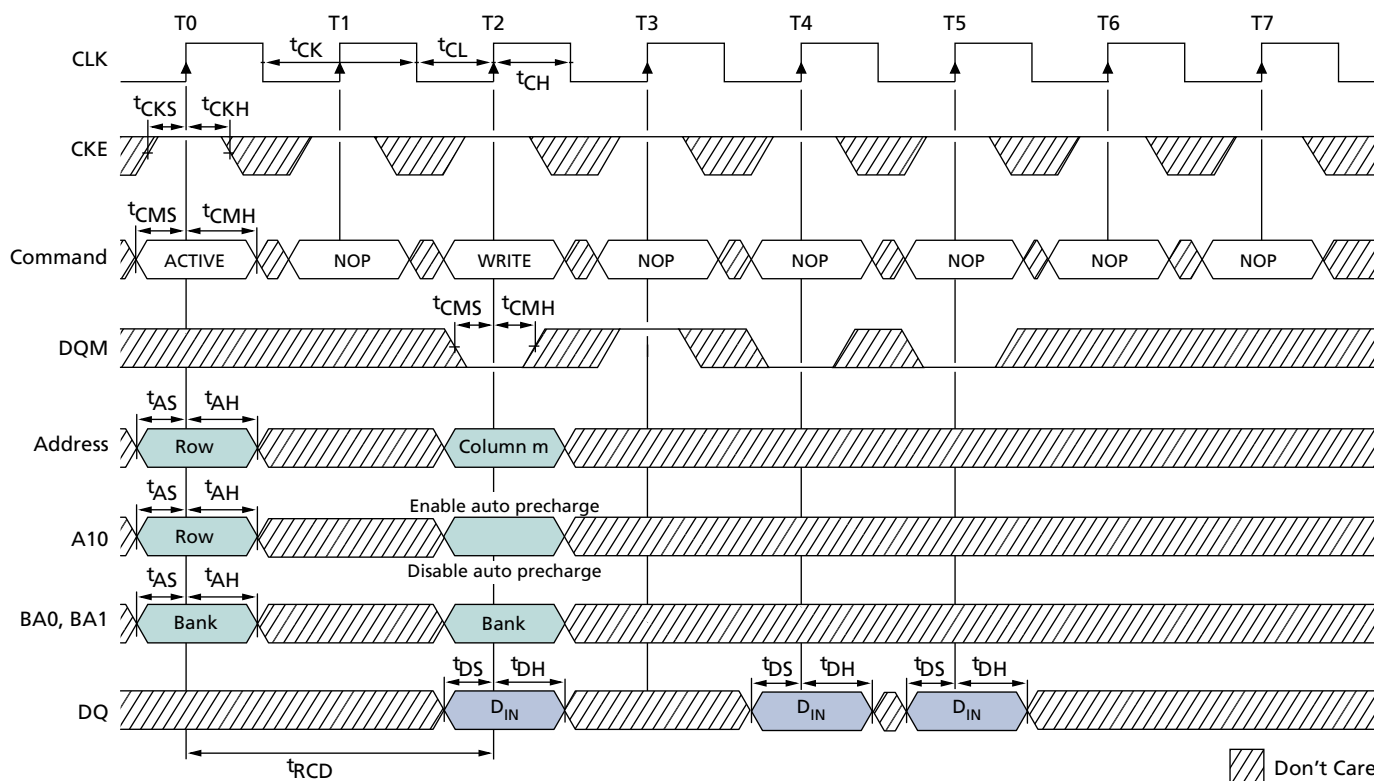 T0 T1 T2 T3 T4 T5 T6 T7
CLK
tCK tCL
tCH
tCKS tCKH
CKE
tCMS tCMH
Command ACTIVE NOP WRITE NOP NOP NOP NOP NOP
tCMS tCMH
DQM
tAS tAH
Address Row Column m
tAS tAH Enable auto precharge
A10 Row
Disable auto precharge
tAS tAH
BA0, BA1 Bank Bank
tDS tDH tDS tDH tDS tDH
DQ DIN DIN DIN
tRCD
Don't Care